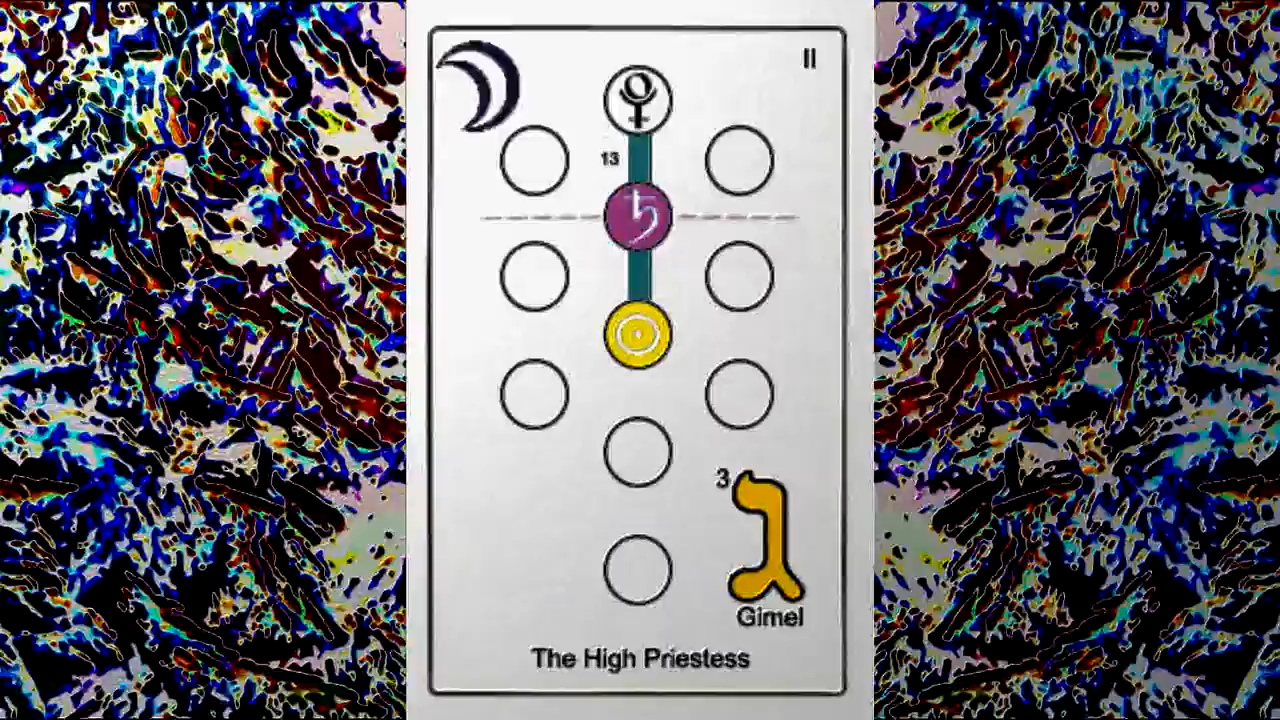 II
13
3
ג
Gimel
The High Priestess